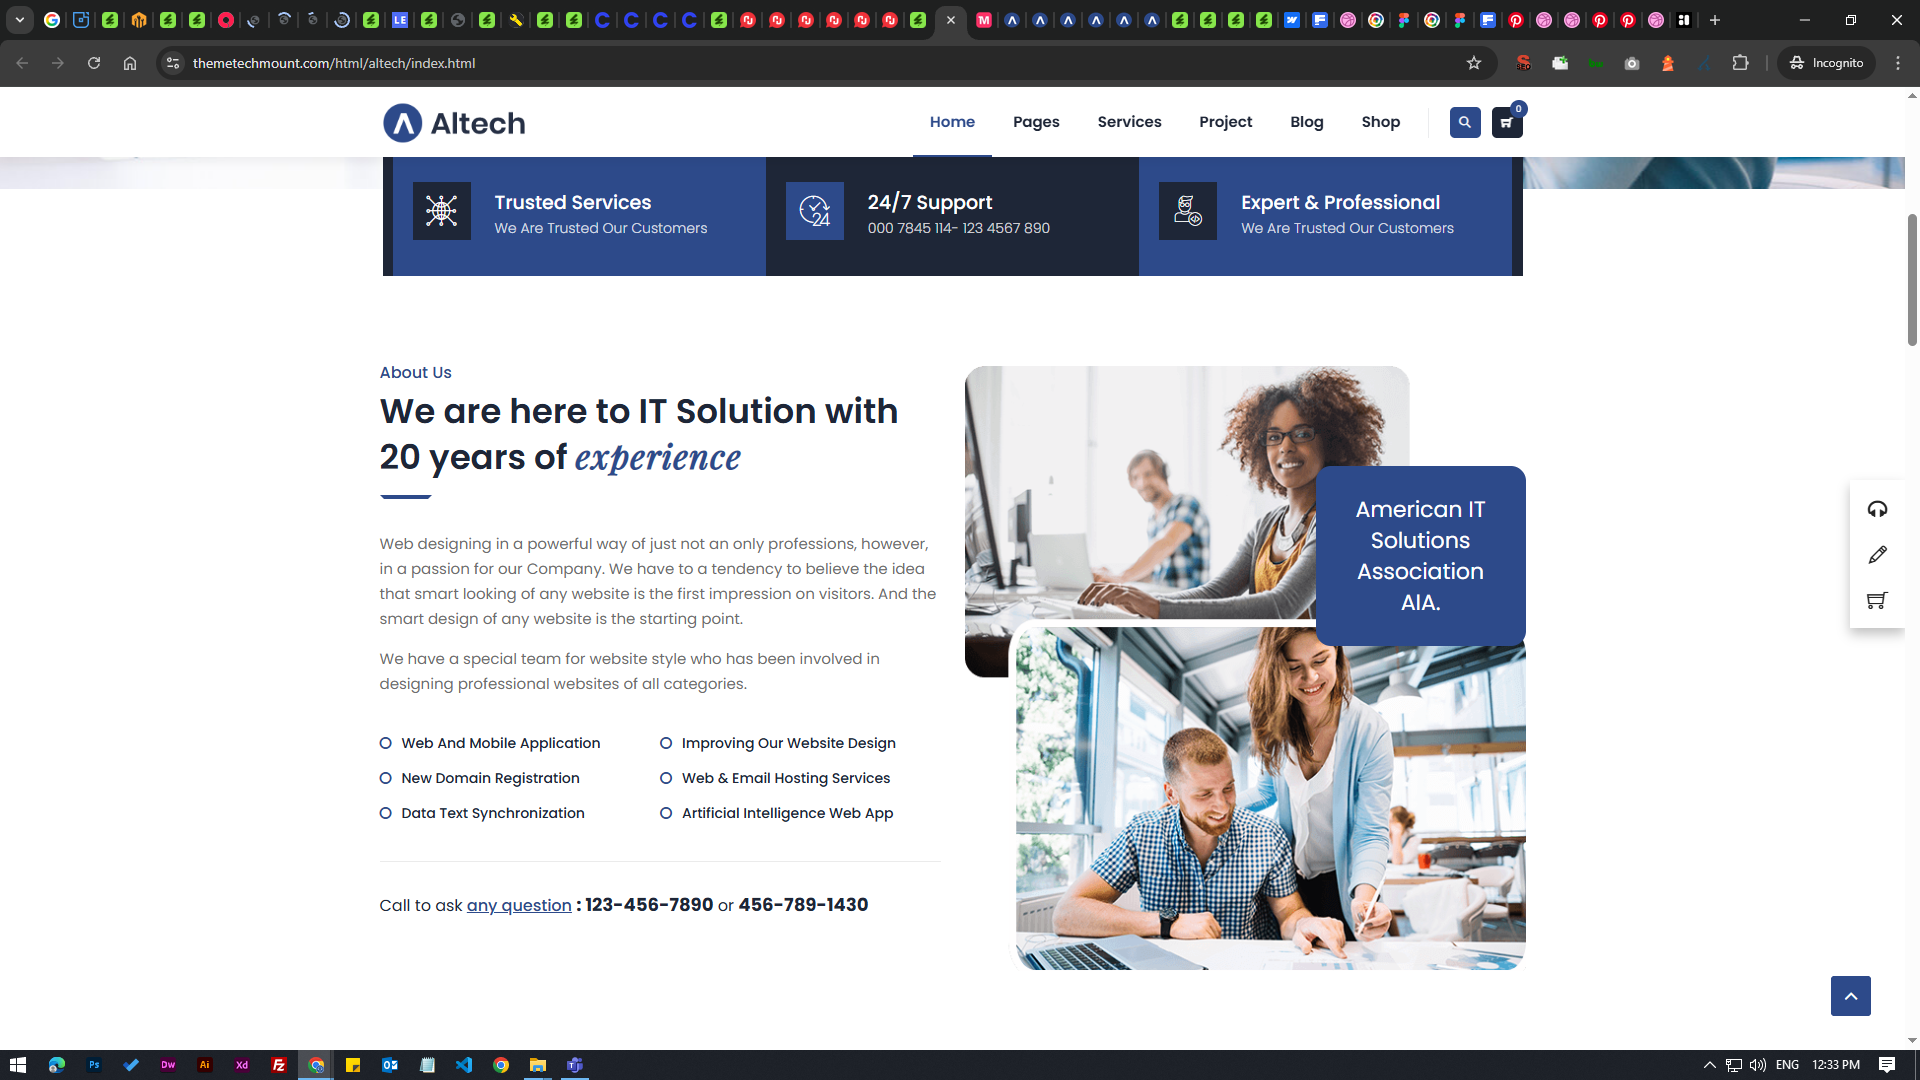 themetechmount.com/html/altech/index.html
Incognito
Altech
Home Pages Services Project Blog Shop
0
Trusted Services
We Are Trusted Our Customers
24
24/7 Support
000 7845 114- 123 4567 890
Expert & Professional
We Are Trusted Our Customers
About Us
We are here to IT Solution with
20 years of experience
Web designing in a powerful way of just not an only professions, however,
in a passion for our Company. We have to a tendency to believe the idea
that smart looking of any website is the first impression on visitors. And the
smart design of any website is the starting point.
We have a special team for website style who has been involved in
designing professional websites of all categories.
Web And Mobile Application
New Domain Registration
Data Text Synchronization
Improving Our Website Design
Web & Email Hosting Services
Artificial Intelligence Web App
Call to ask any question : 123-456-7890 or 456-789-1430
American IT
Solutions
Association
AIA.
ENG
12:33 PM